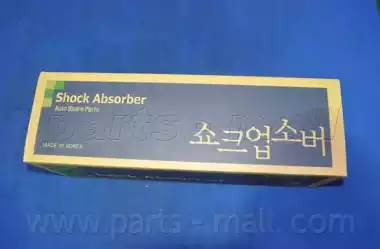 Shock Absorber
Auto Spare Parts
쇼크업소버
MADE IN KOREA
www.parts-mall.com